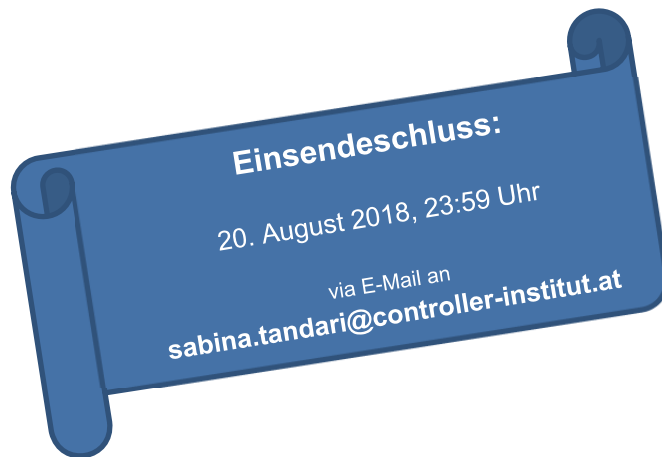 Einsendeschluss:
20. August 2018, 23:59 Uhr
via E-Mail an
sabina.tandari@controller-institut.at